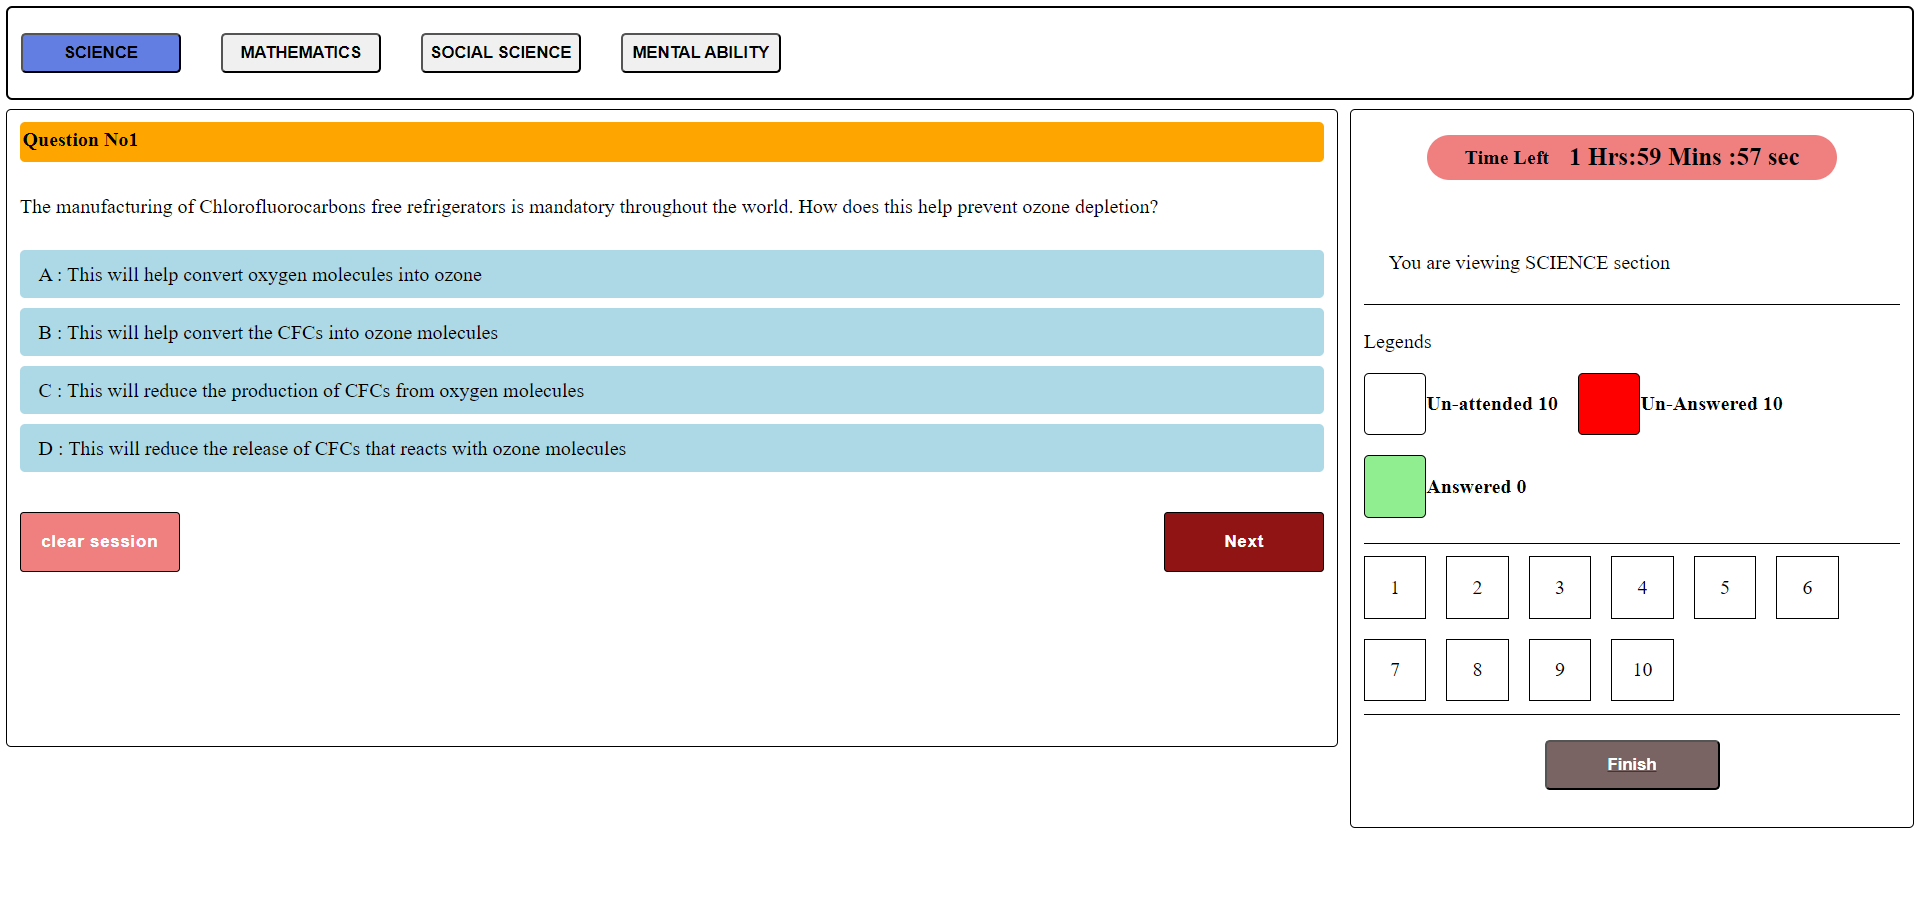 SCIENCE MATHEMATICS SOCIAL SCIENCE MENTAL ABILITY
Question No1
The manufacturing of Chlorofluorocarbons free refrigerators is mandatory throughout the world. How does this help prevent ozone depletion?
A : This will help convert oxygen molecules into ozone
B : This will help convert the CFCs into ozone molecules
C : This will reduce the production of CFCs from oxygen molecules
D : This will reduce the release of CFCs that reacts with ozone molecules
clear session Next
Time Left 1 Hrs:59 Mins :57 sec
You are viewing SCIENCE section
Legends
Un-attended 10 Un-Answered 10
Answered 0
1 2 3 4 5 6
7 8 9 10
Finish